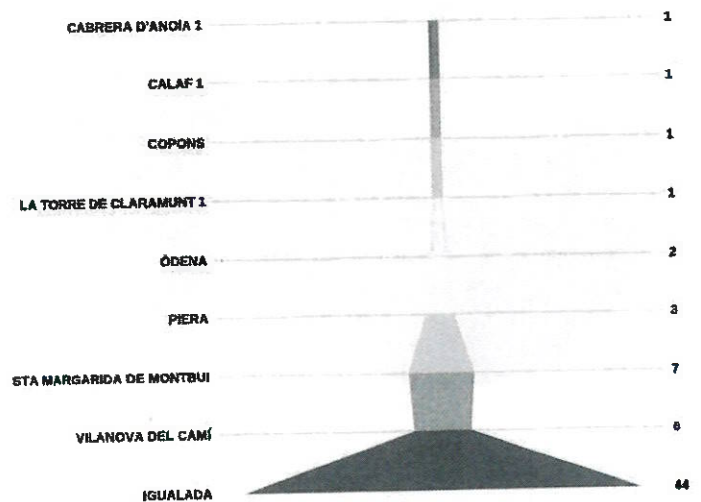 CABRERA D'ANOIA 1 1
CALAF 1 1
COPONS 1
LA TORRE DE CLARAMUNT 1 1
ÒDENA 2
PIERA 3
STA MARGARIDA DE MONTBUI 7
VILANOVA DEL CAMÍ 6
IGUALADA 44